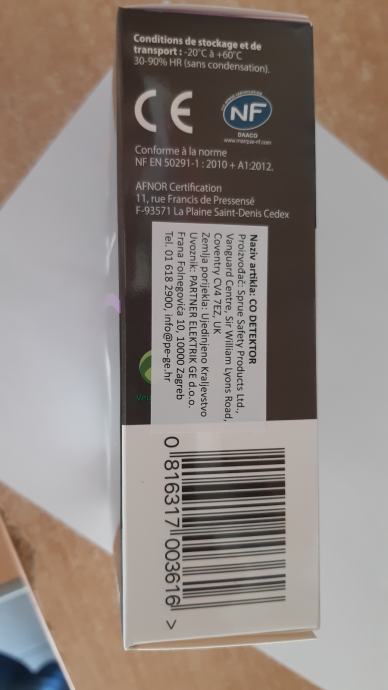 Conditions de stockage et de
transport : -20°C à +60°C
30-90% HR (sans condensation).
CE
NF
DAACO
www.marque-nf.com
Conforme à la norme
NF EN 50291-1 : 2010 + A1:2012.
AFNOR Certification
11, rue Francis de Pressensé
F-93571 La Plaine Saint-Denis Cedex
Naziv artikla: CO DETEKTOR
Proizvođač: Sprue Safety Products Ltd.,
Vanguard Centre, Sir William Lyons Road,
Coventry CV4 7EZ, UK
Zemlja porijekla: Ujedinjeno Kraljevstvo
Uvoznik: PARTNER ELEKTRIK GE d.o.o.
Frana Folnegovića 10, 10000 Zagreb
Tel. 01 618 2900, info@pe-ge.hr
0 816317 003616 >